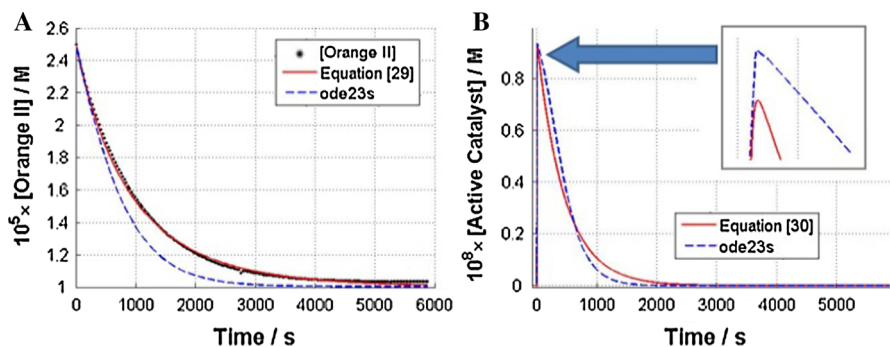 A
2.6
2.4
2.2
2
1.8
1.6
1.4
1.2
1
10⁵× [Orange II] / M
[Orange II]
Equation [29]
ode23s
0 1000 2000 3000 4000 5000 6000
Time / s
B
0.8
0.6
0.4
0.2
0
10⁸× [Active Catalyst] / M
Equation [30]
ode23s
0 1000 2000 3000 4000 5000
Time / s